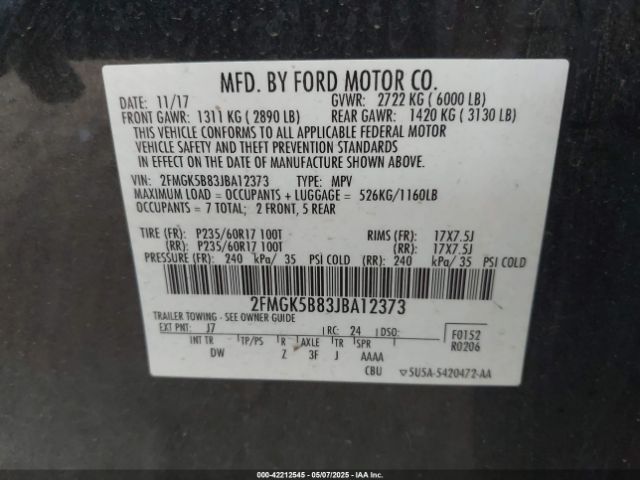 MFD. BY FORD MOTOR CO.
DATE: 11/17 GVWR: 2722 KG ( 6000 LB)
FRONT GAWR: 1311 KG ( 2890 LB) REAR GAWR: 1420 KG ( 3130 LB)
THIS VEHICLE CONFORMS TO ALL APPLICABLE FEDERAL MOTOR
VEHICLE SAFETY AND THEFT PREVENTION STANDARDS
IN EFFECT ON THE DATE OF MANUFACTURE SHOWN ABOVE.
VIN: 2FMGK5B83JBA12373 TYPE: MPV
MAXIMUM LOAD = OCCUPANTS + LUGGAGE = 526KG/1160LB
OCCUPANTS = 7 TOTAL; 2 FRONT, 5 REAR
TIRE (FR): P235/60R17 100T RIMS (FR): 17X7.5J
(RR): P235/60R17 100T (RR): 17X7.5J
PRESSURE (FR): 240 kPa/ 35 PSI COLD (RR): 240 kPa/ 35 PSI COLD
2FMGK5B83JBA12373
TRAILER TOWING - SEE OWNER GUIDE
EXT PNT: J7 RC: 24 DSO: F0152
INT TR TP/PS R AXLE TR SPR R0206
DW Z 3F J AAAA
CBU 5U5A-5420472-AA
000-42212545 - 05/07/2025 - IAAI.COM